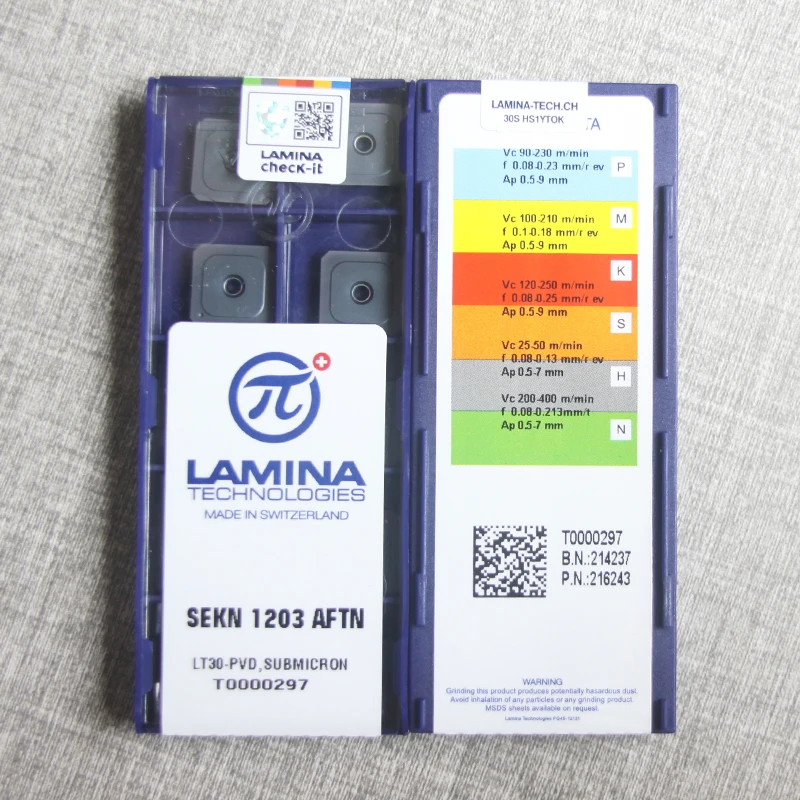 LAMINA
checK-it
π
LAMINA
TECHNOLOGIES
MADE IN SWITZERLAND
SEKN 1203 AFTN
LT30-PVD,SUBMICRON
T0000297
LAMINA-TECH.CH
30S HS1YTOK
TA
Vc 90-230 m/min
f 0.08-0.23 mm/r ev
Ap 0.5-9 mm
P
Vc 100-210 m/min
f 0.1-0.18 mm/r ev
Ap 0.5-9 mm
M
Vc 120-250 m/min
f 0.08-0.25 mm/r ev
Ap 0.5-9 mm
K
S
Vc 25-50 m/min
f 0.08-0.13 mm/r ev
Ap 0.5-7 mm
H
Vc 200-400 m/min
f 0.08-0.213mm/t
Ap 0.5-7 mm
N
T0000297
B.N.:214237
P.N.:216243
WARNING
Grinding this product produces potentially hazardous dust.
Avoid inhalation of any particles or any grinding product.
MSDS sheets available on request.